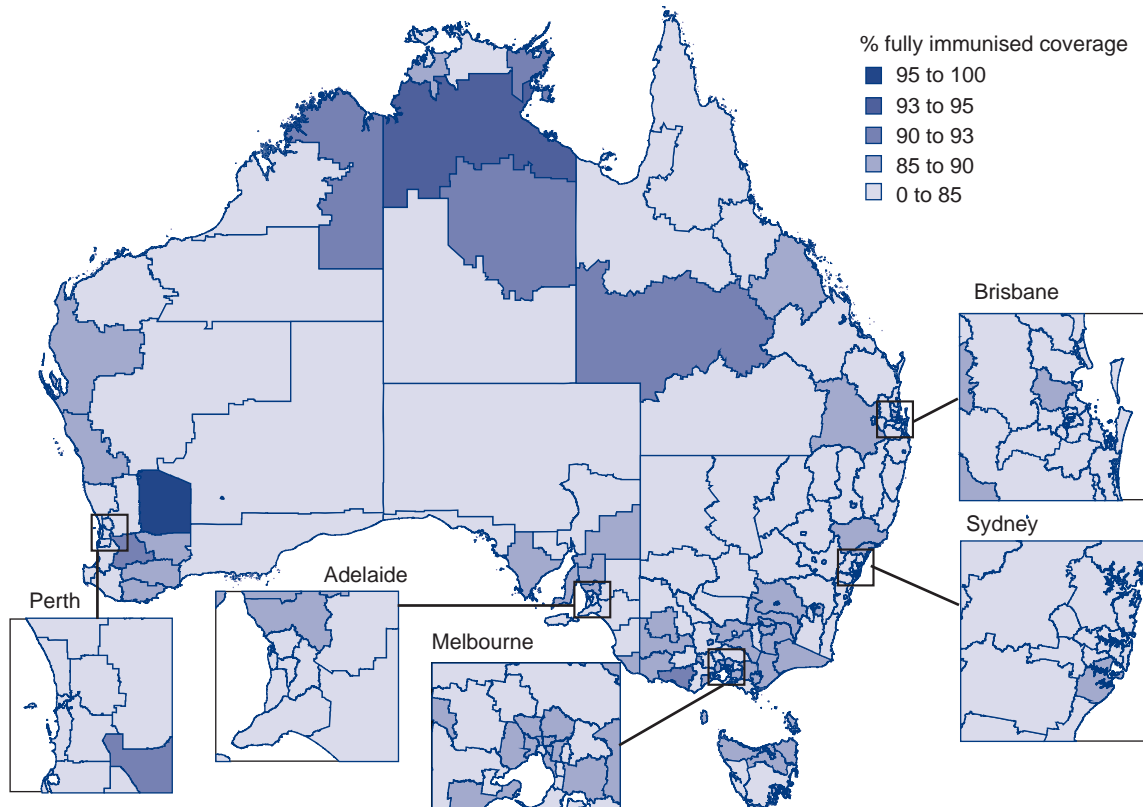 % fully immunised coverage
95 to 100
93 to 95
90 to 93
85 to 90
0 to 85
Brisbane
Sydney
Adelaide
Perth
Melbourne